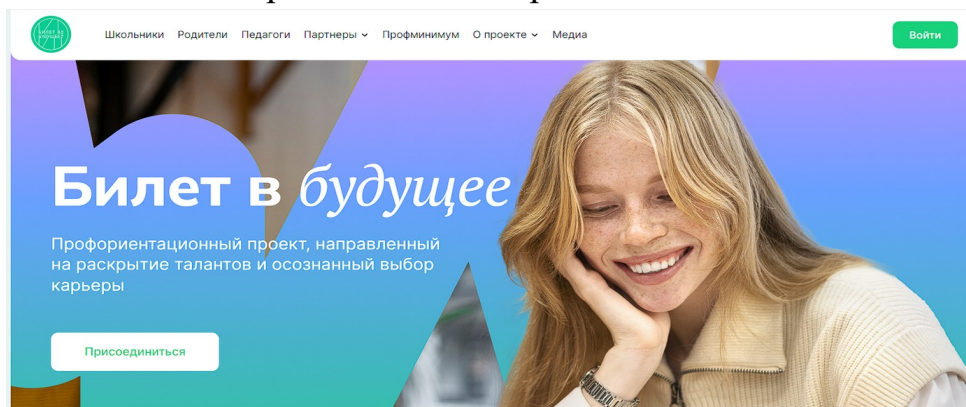 Школьники Родители Педагоги Партнеры Профминимум О проекте Медиа Войти
Билет в будущее
Профориентационный проект, направленный
на раскрытие талантов и осознанный выбор
карьеры
Присоединиться